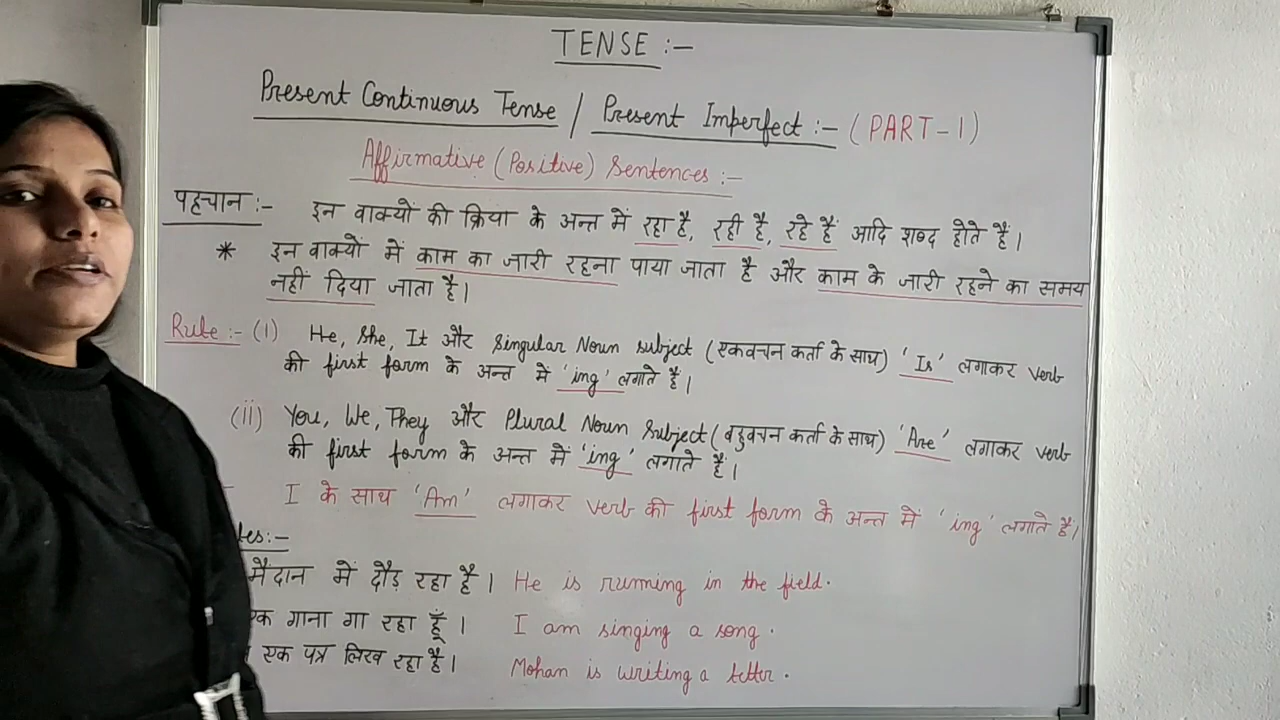 TENSE :-
Present Continuous Tense / Present Imperfect :- (PART-1)
Affirmative (Positive) Sentences :-
पहचान :- इन वाक्यों की क्रिया के अन्त में रहा है, रही है, रहे हैं आदि शब्द होते हैं।
* इन वाक्यों में काम का जारी रहना पाया जाता है और काम के जारी रहने का समय
नहीं दिया जाता है।
Rule :- (i) He, She, It और Singular Noun subject (एकवचन कर्ता के साथ) 'Is' लगाकर verb
की first form के अन्त में 'ing' लगाते हैं।
(ii) You, We, They और Plural Noun Subject (बहुवचन कर्ता के साथ) 'Are' लगाकर verb
की first form के अन्त में 'ing' लगाते हैं।
I के साथ 'Am' लगाकर verb की first form के अन्त में 'ing' लगाते हैं।
les :-
मैदान में दौड़ रहा है। He is running in the field.
एक गाना गा रहा हूँ। I am singing a song.
एक पत्र लिख रहा है। Mohan is writing a letter.